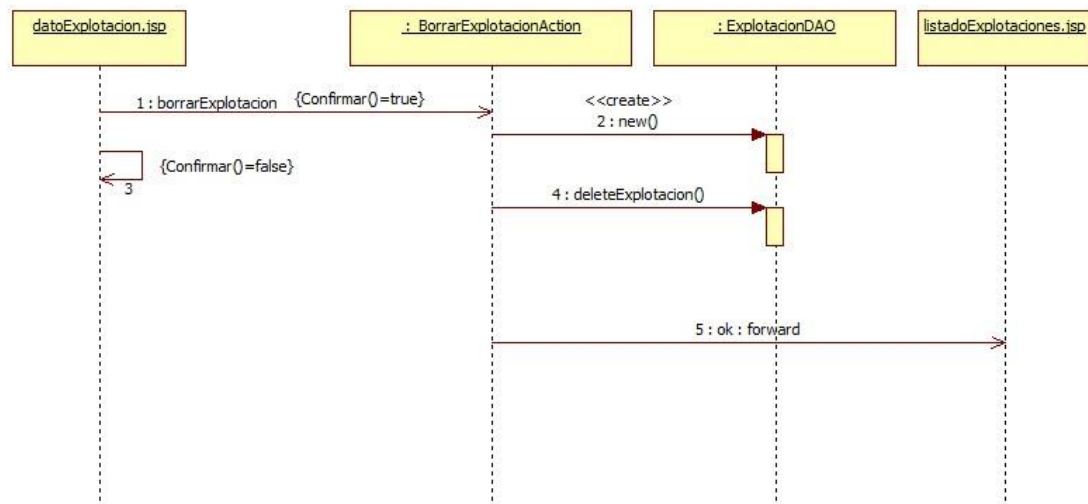 datoExplotacion.jsp
: BorrarExplotacionAction
: ExplotacionDAO
listadoExplotaciones.jsp
1 : borrarExplotacion
{Confirmar()=true}
<<create>>
2 : new()
{Confirmar()=false}
3
4 : deleteExplotacion()
5 : ok : forward